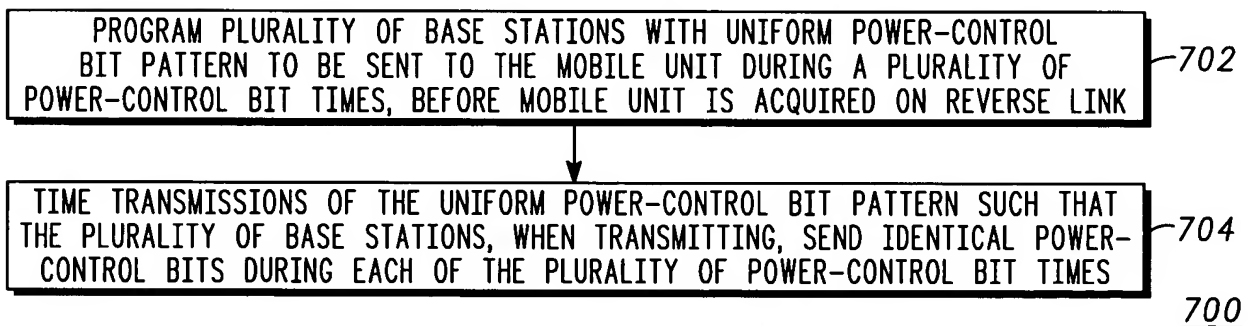 PROGRAM PLURALITY OF BASE STATIONS WITH UNIFORM POWER-CONTROL
BIT PATTERN TO BE SENT TO THE MOBILE UNIT DURING A PLURALITY OF
POWER-CONTROL BIT TIMES, BEFORE MOBILE UNIT IS ACQUIRED ON REVERSE LINK
702
TIME TRANSMISSIONS OF THE UNIFORM POWER-CONTROL BIT PATTERN SUCH THAT
THE PLURALITY OF BASE STATIONS, WHEN TRANSMITTING, SEND IDENTICAL POWER-
CONTROL BITS DURING EACH OF THE PLURALITY OF POWER-CONTROL BIT TIMES
704
700